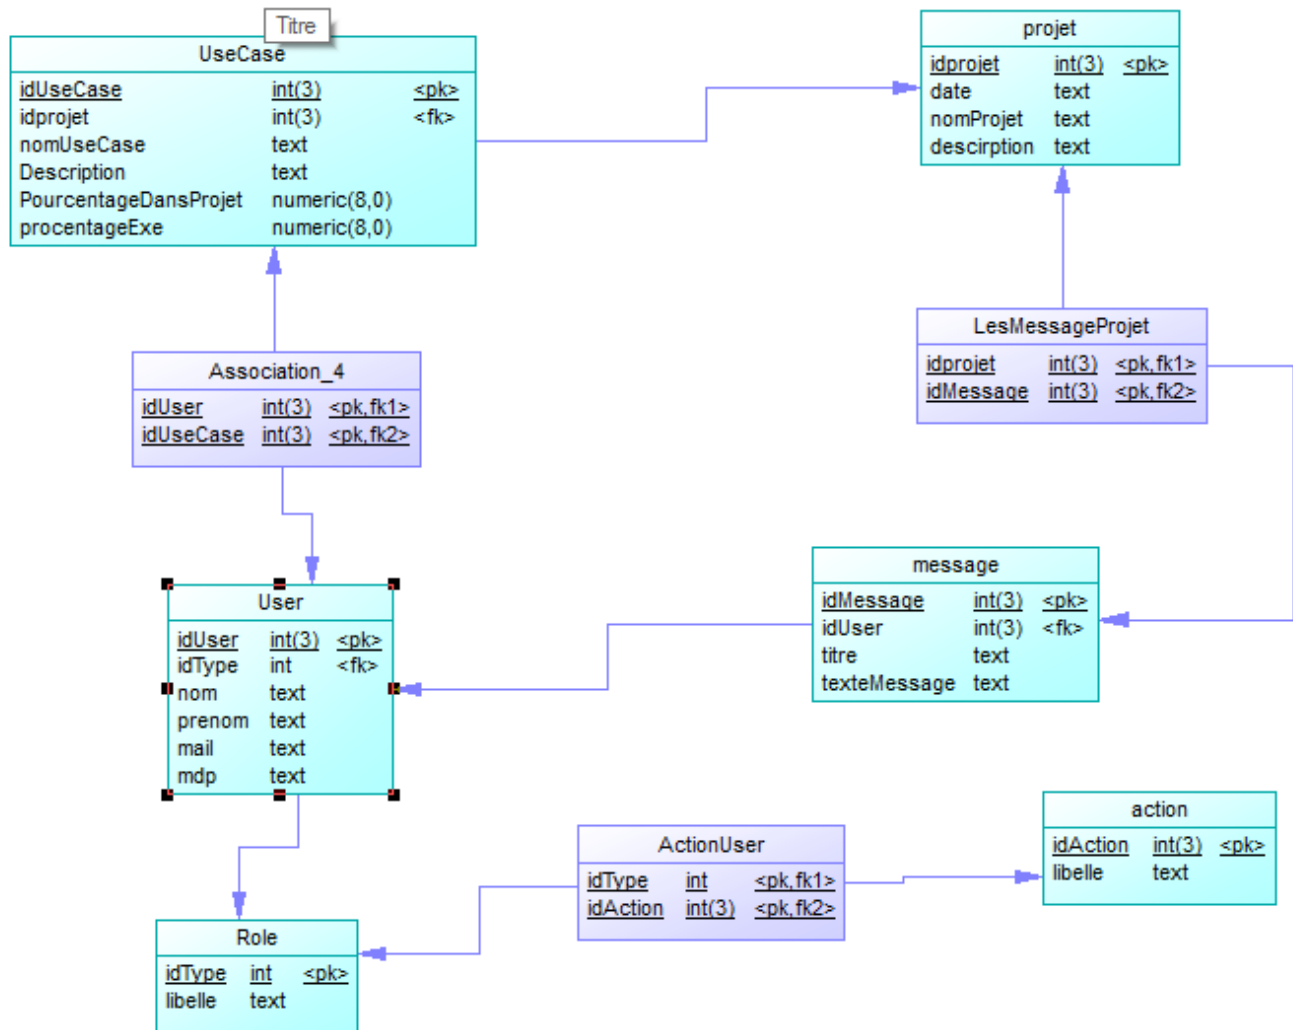 Titre
UseCase
idUseCase int(3) <pk>
idprojet int(3) <fk>
nomUseCase text
Description text
PourcentageDansProjet numeric(8,0)
procentageExe numeric(8,0)
projet
idprojet int(3) <pk>
date text
nomProjet text
descirption text
LesMessageProjet
idprojet int(3) <pk,fk1>
idMessage int(3) <pk,fk2>
Association_4
idUser int(3) <pk,fk1>
idUseCase int(3) <pk,fk2>
User
idUser int(3) <pk>
idType int <fk>
nom text
prenom text
mail text
mdp text
message
idMessage int(3) <pk>
idUser int(3) <fk>
titre text
texteMessage text
action
idAction int(3) <pk>
libelle text
ActionUser
idType int <pk,fk1>
idAction int(3) <pk,fk2>
Role
idType int <pk>
libelle text